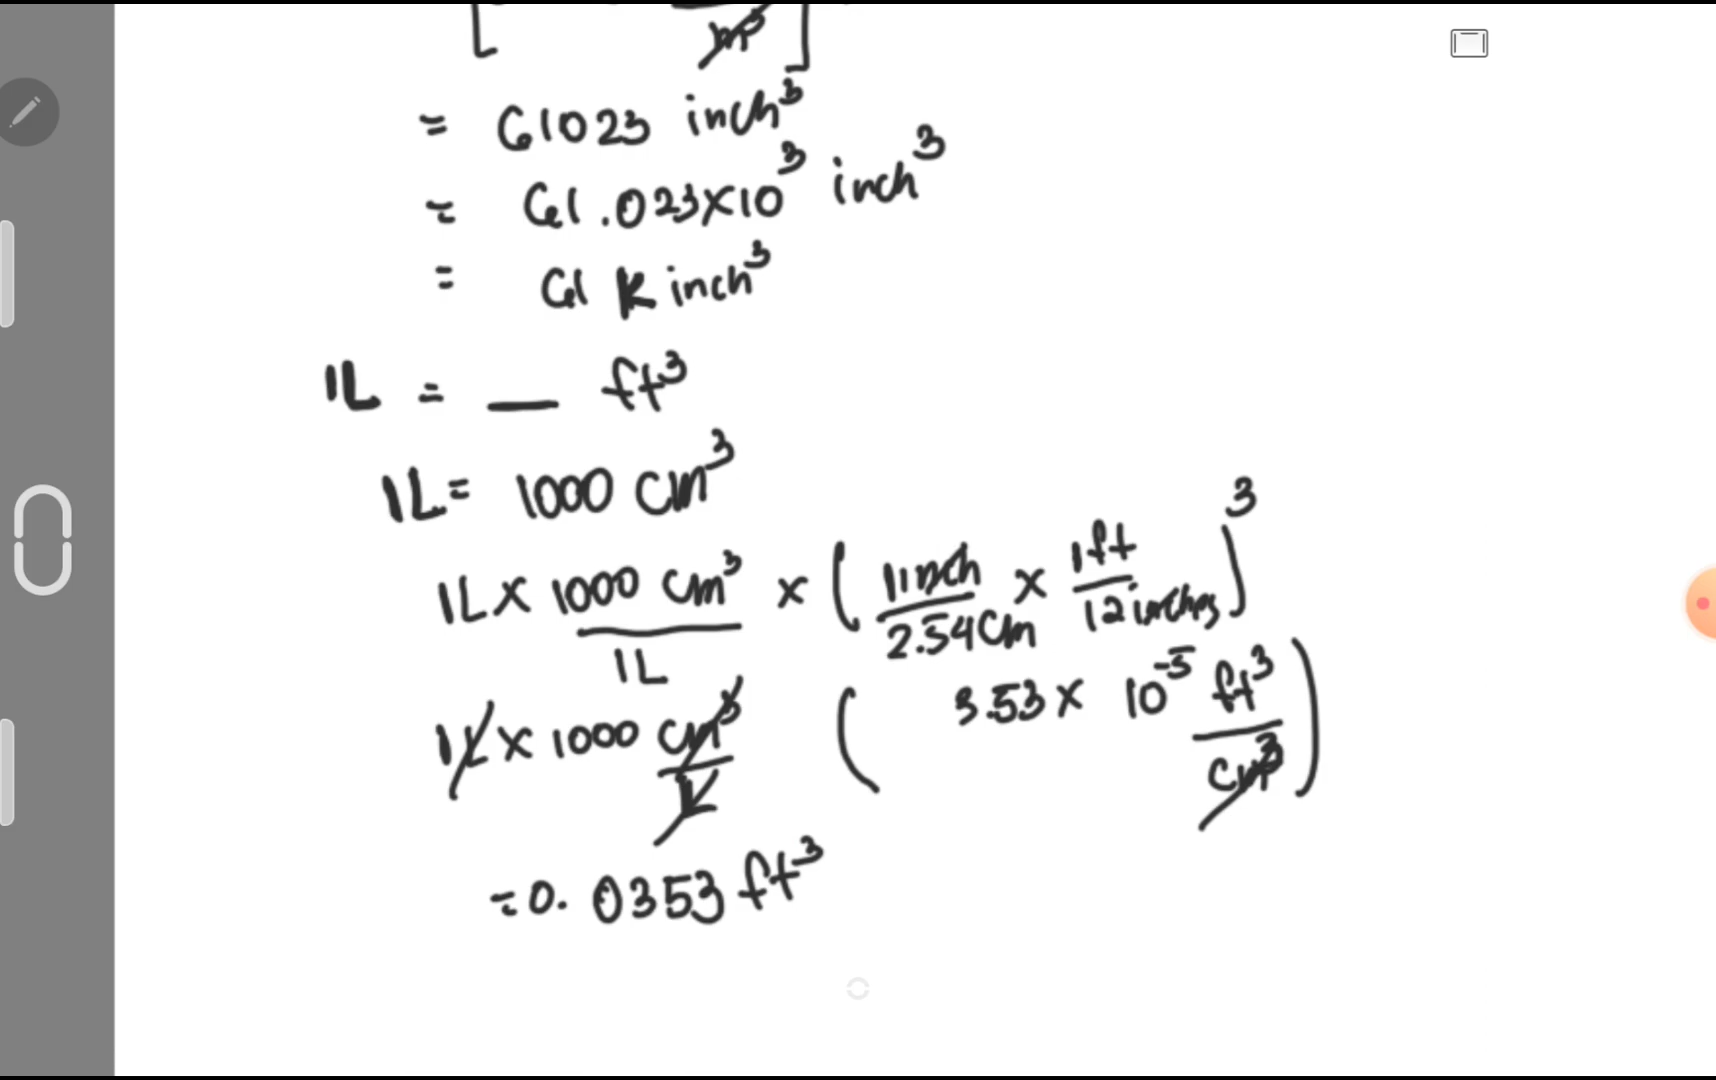 [ m³ ]
= 61023 inch³
= 61.023×10³ inch³
= 61 K inch³
1L = __ ft³
1L = 1000 cm³
1L × 1000 cm³ / 1L × ( 1 inch / 2.54 cm × 1 ft / 12 inches )³
1L × 1000 cm³ / L ( 3.53 × 10⁻⁵ ft³ / cm³ )
= 0.0353 ft³